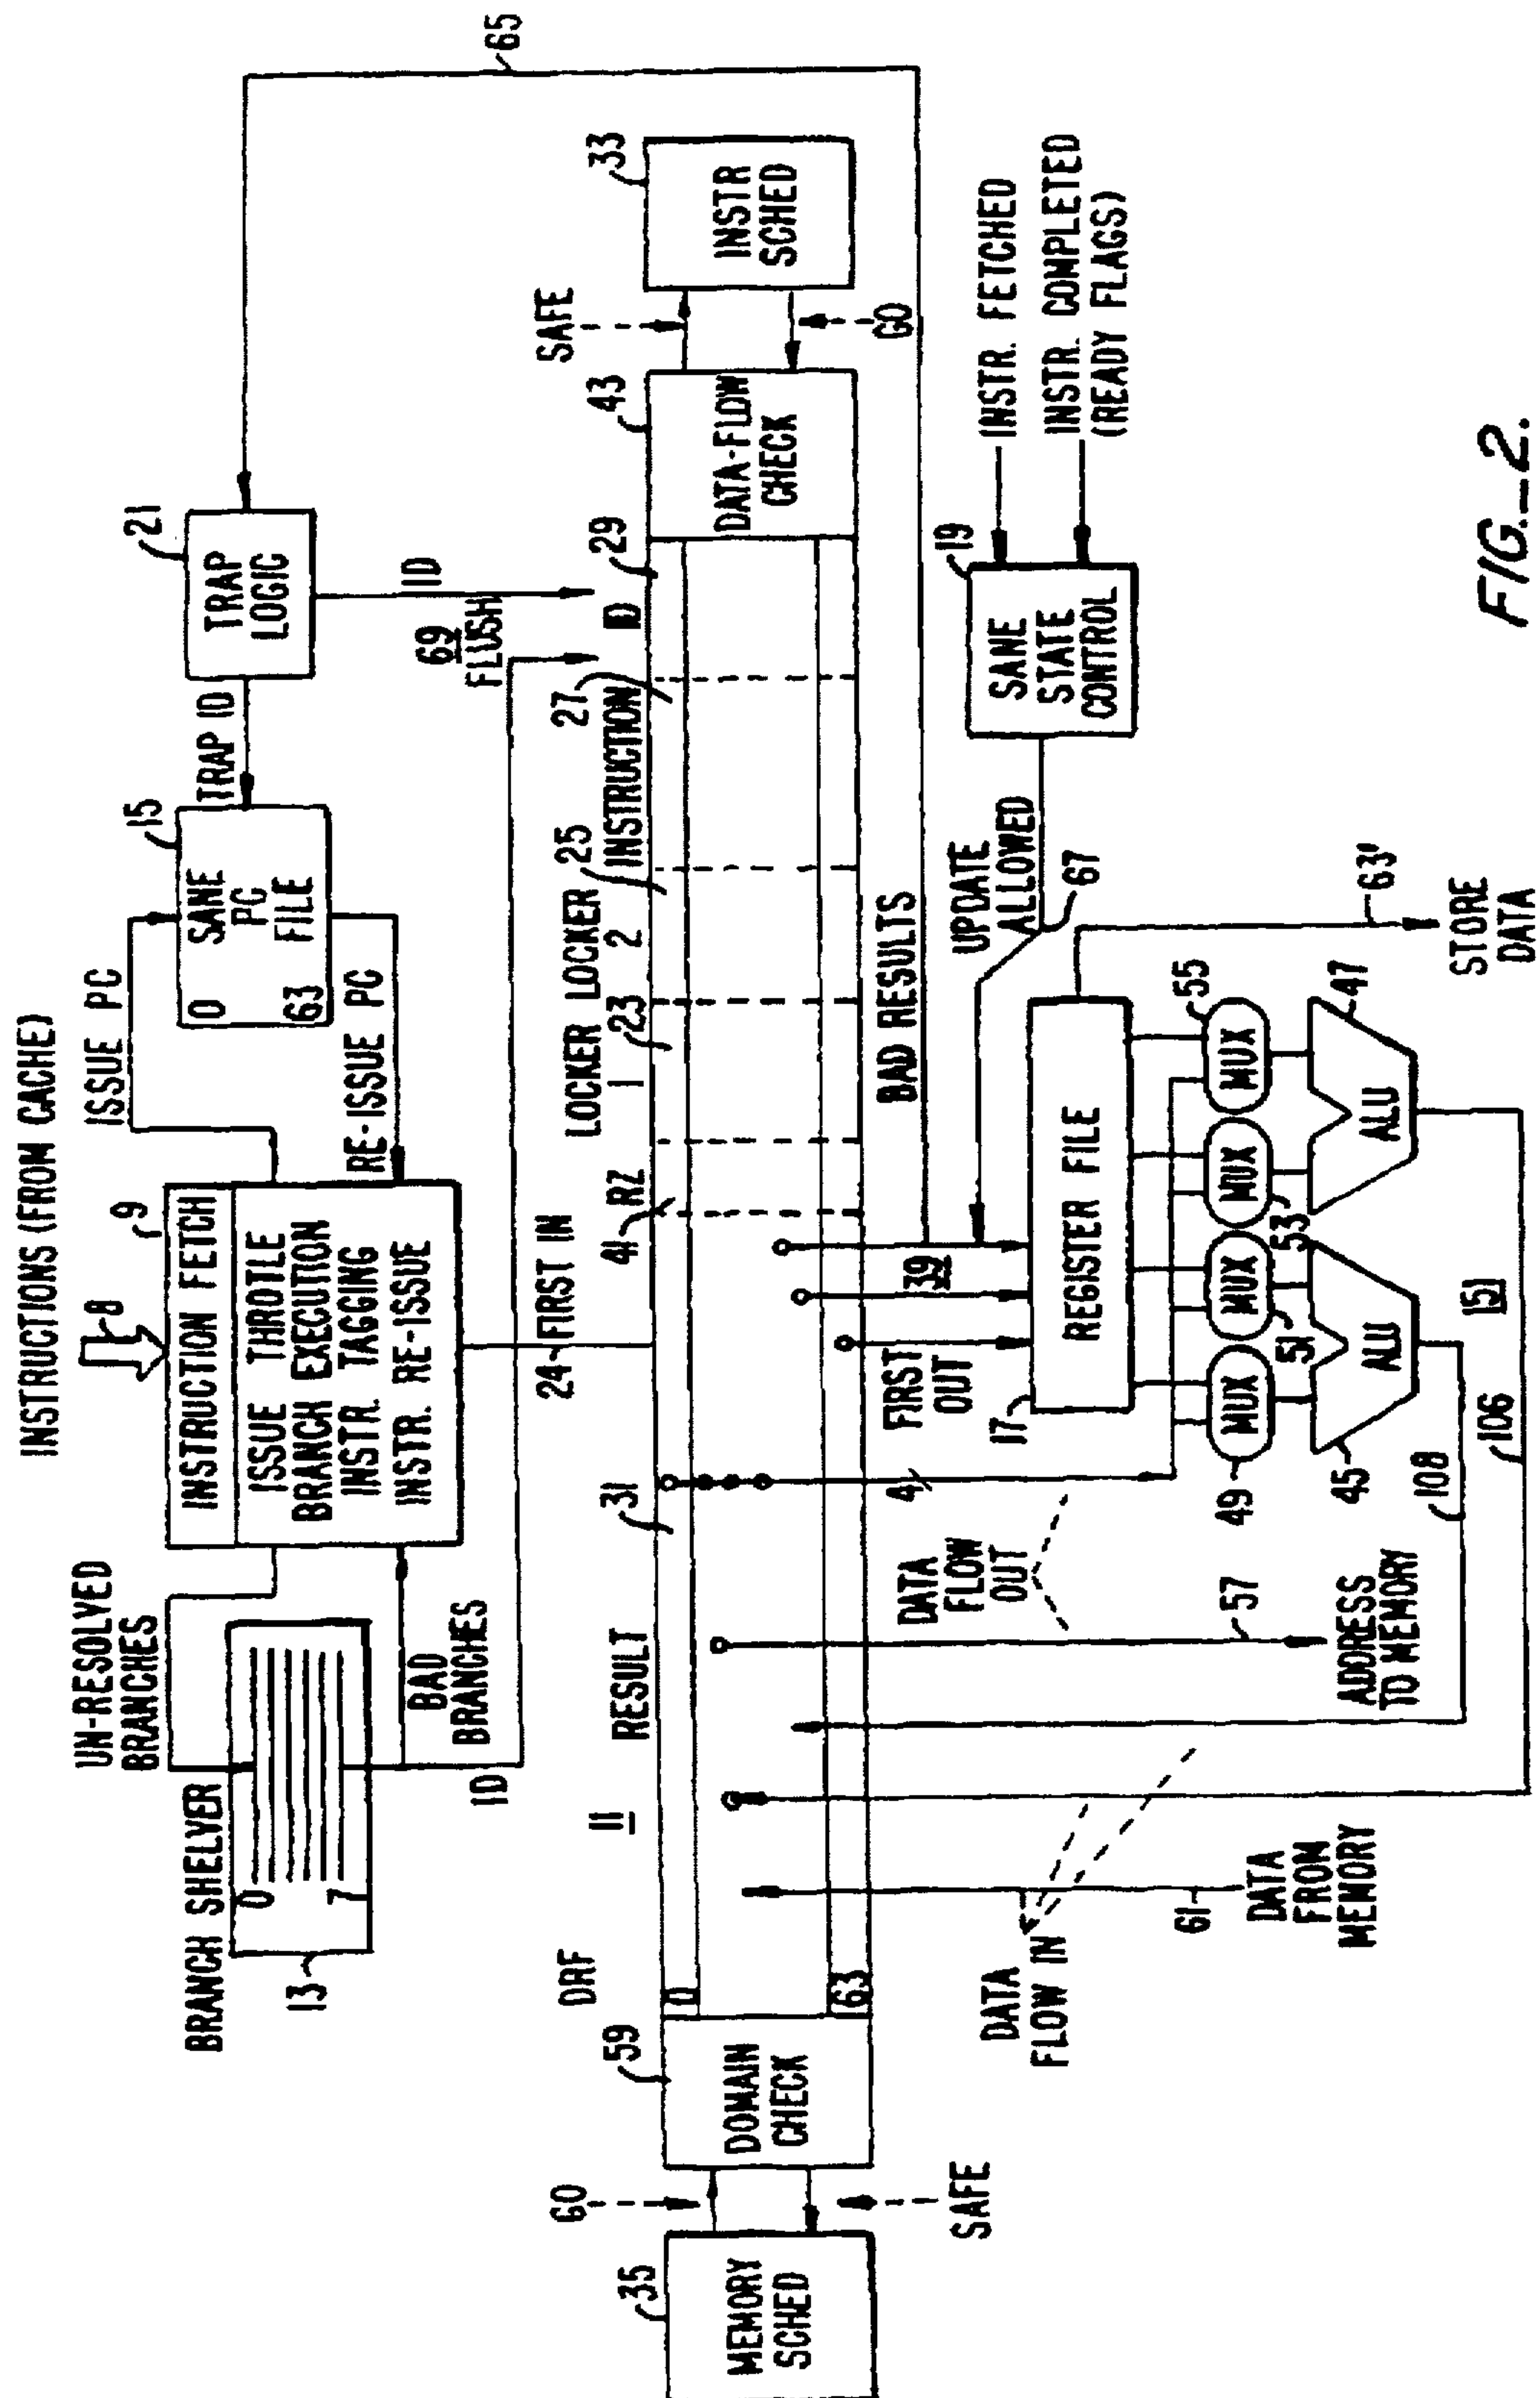 INSTRUCTIONS (FROM CACHE)
8
9
INSTRUCTION FETCH
ISSUE THROTLE
BRANCH EXECUTION
INSTR. TAGGING
INSTR. RE-ISSUE
UN-RESOLVED
BRANCHES
BRANCH SHELVER
0
7
13
BAD
BRANCHES
ID
ISSUE PC
RE-ISSUE PC
15
0 SANE
PC
FILE
63
TRAP ID
21
TRAP
LOGIC
65
ID
69
FLUSH
24
FIRST IN
35
MEMORY
SCHED
GO
SAFE
59
DOMAIN
CHECK
DRF
0
63
11
RESULT
31
41
RZ
LOCKER
1
23
LOCKER
2
25
INSTRUCTION
27
ID
29
43
DATA-FLOW
CHECK
SAFE
GO
33
INSTR
SCHED
DATA
FLOW IN
61
DATA
FROM
MEMORY
DATA
FLOW
OUT
57
ADDRESS
TO MEMORY
4
FIRST
OUT
39
BAD RESULTS
UPDATE
ALLOWED
67
19
SANE
STATE
CONTROL
INSTR. FETCHED
INSTR. COMPLETED
(READY FLAGS)
17
REGISTER FILE
63'
STORE
DATA
49
MUX
51
MUX
53
MUX
55
MUX
45
ALU
47
ALU
108
106
151
FIG._2.